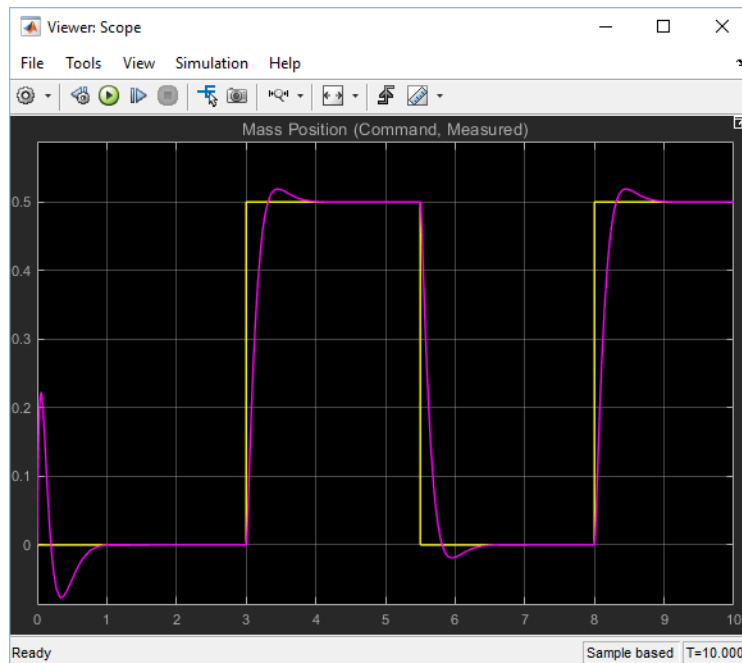 Viewer: Scope
File Tools View Simulation Help
Mass Position (Command, Measured)
0.5
0.4
0.3
0.2
0.1
0
0 1 2 3 4 5 6 7 8 9 10
Ready Sample based T=10.000